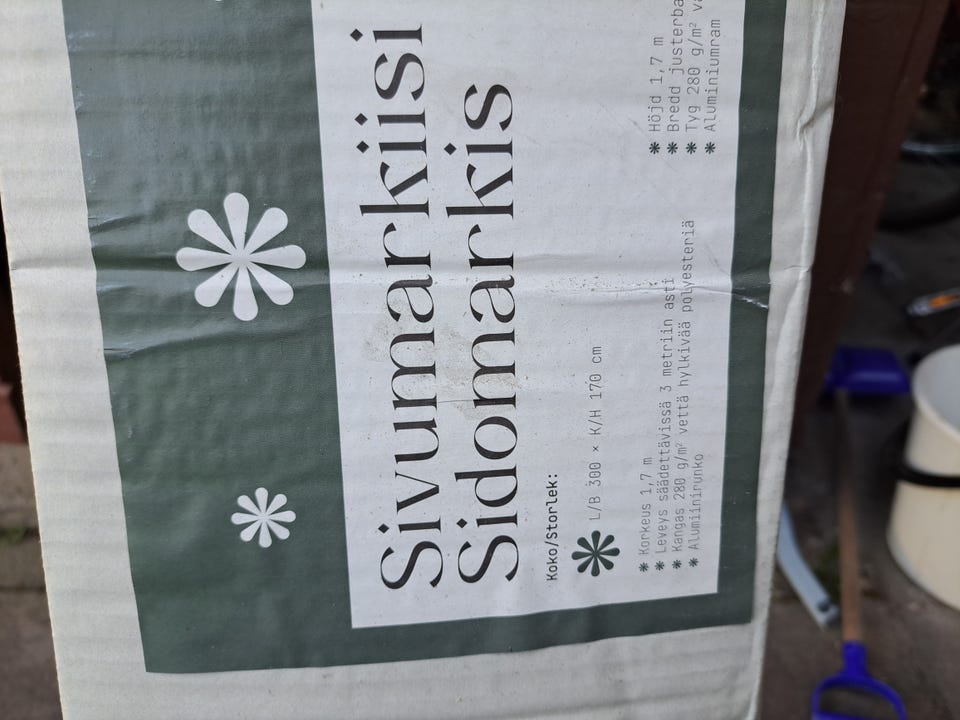 Sivumarkiisi
Sidomarkis
Koko/Storlek:
L/B 300 × K/H 170 cm
Korkeus 1,7 m
Leveys säädettävissä 3 metriin asti
Kangas 280 g/m² vettä hylkivää polyesteriä
Alumiinirunko
Höjd 1,7 m
Bredd
Tyg 280 g/m²
Aluminiumram